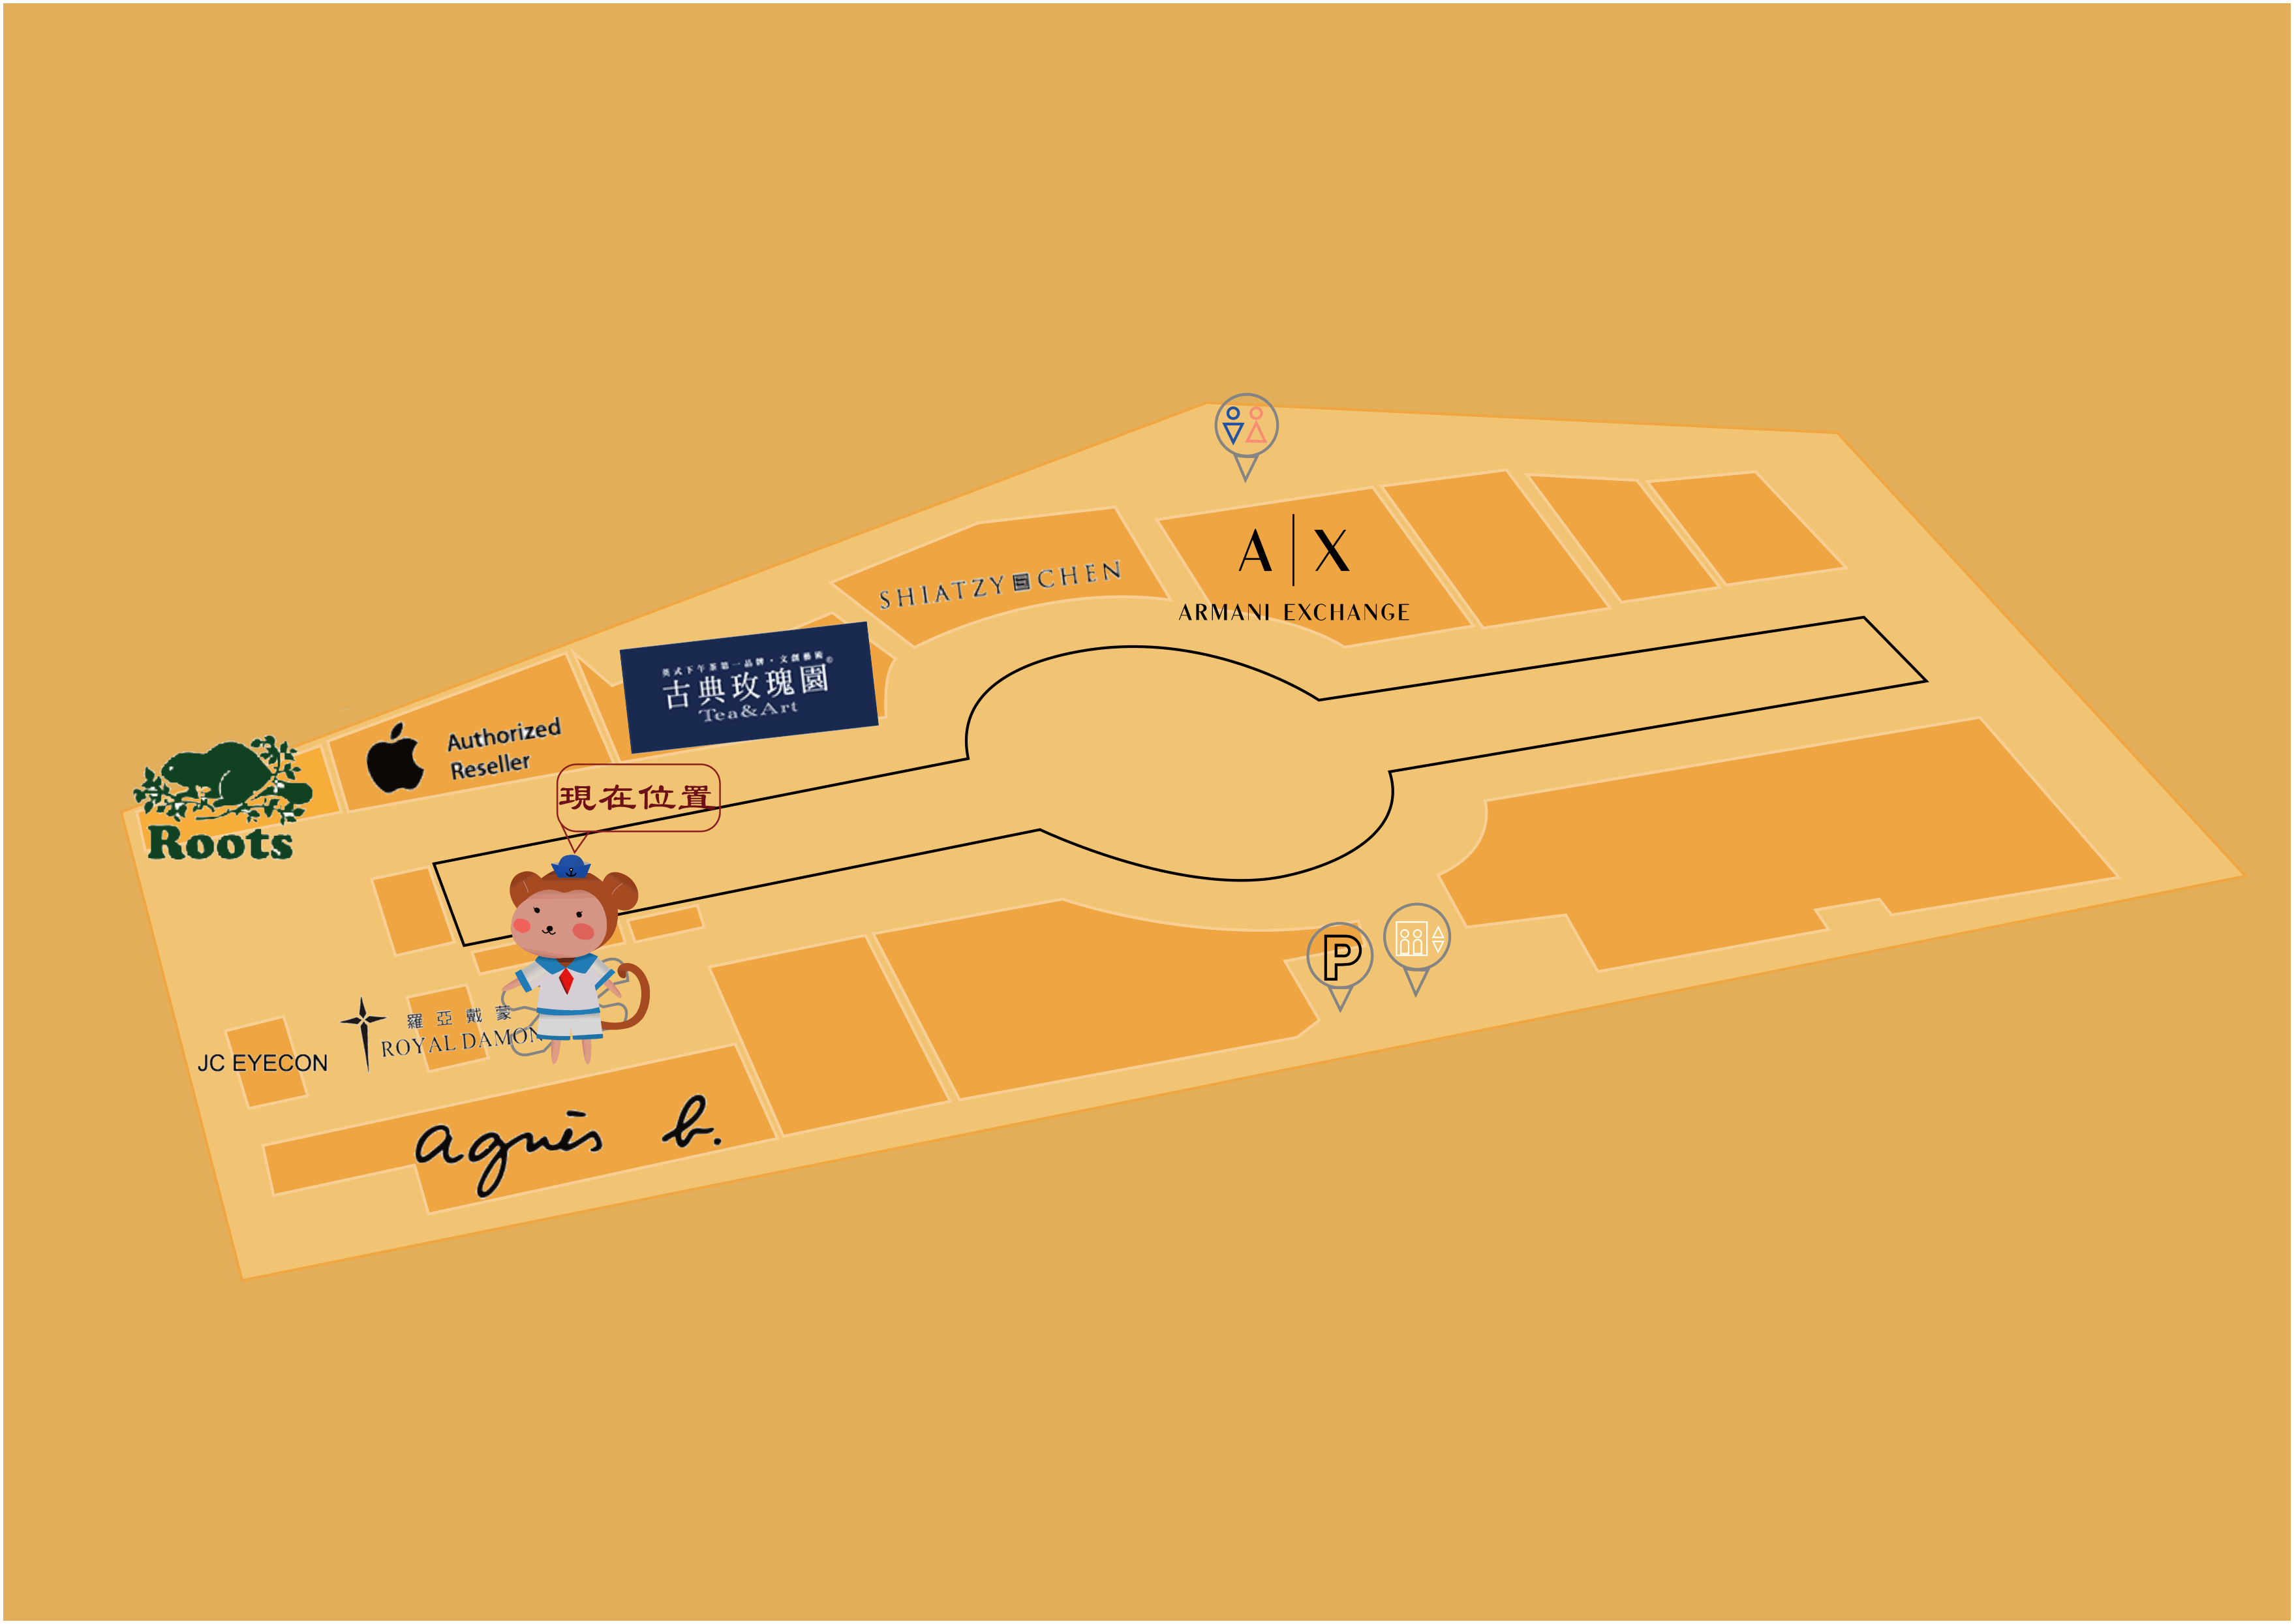 SHIATZY CHEN
A|X
ARMANI EXCHANGE
英式下午茶第一品牌・文創藝術©
古典玫瑰園
Tea&Art
Authorized
Reseller
Roots
現在位置
P
羅亞戴蒙
ROYAL DAMON
JC EYECON
agnès b.